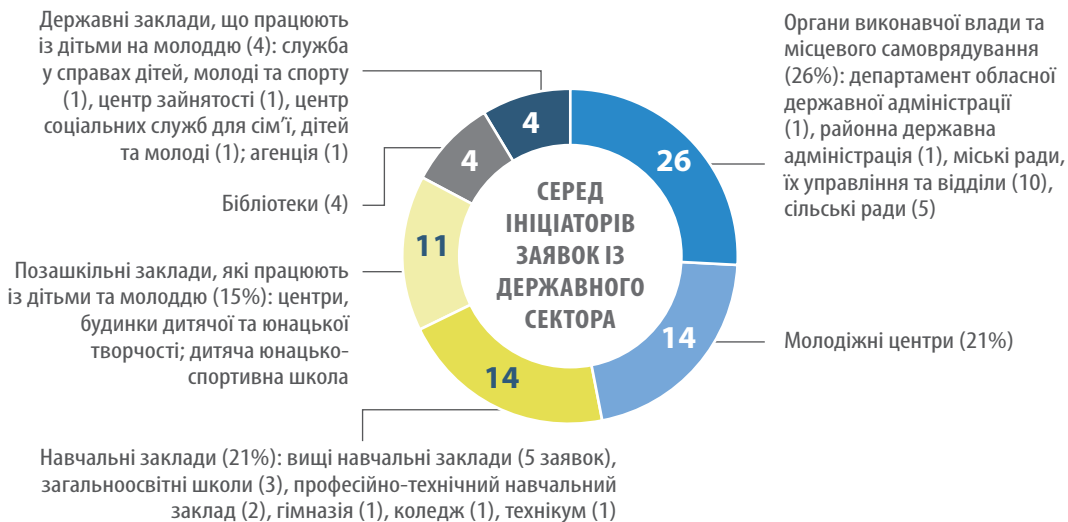 Державні заклади, що працюють
із дітьми на молоддю (4): служба
у справах дітей, молоді та спорту
(1), центр зайнятості (1), центр
соціальних служб для сім’ї, дітей
та молоді (1); агенція (1)
Бібліотеки (4)
Позашкільні заклади, які працюють
із дітьми та молоддю (15%): центри,
будинки дитячої та юнацької
творчості; дитяча юнацько-
спортивна школа
Навчальні заклади (21%): вищі навчальні заклади (5 заявок),
загальноосвітні школи (3), професійно-технічний навчальний
заклад (2), гімназія (1), коледж (1), технікум (1)
4
4
11
14
14
26
СЕРЕД
ІНІЦІАТОРІВ
ЗАЯВОК ІЗ
ДЕРЖАВНОГО
СЕКТОРА
Органи виконавчої влади та
місцевого самоврядування
(26%): департамент обласної
державної адміністрації
(1), районна державна
адміністрація (1), міські ради,
їх управління та відділи (10),
сільські ради (5)
Молодіжні центри (21%)